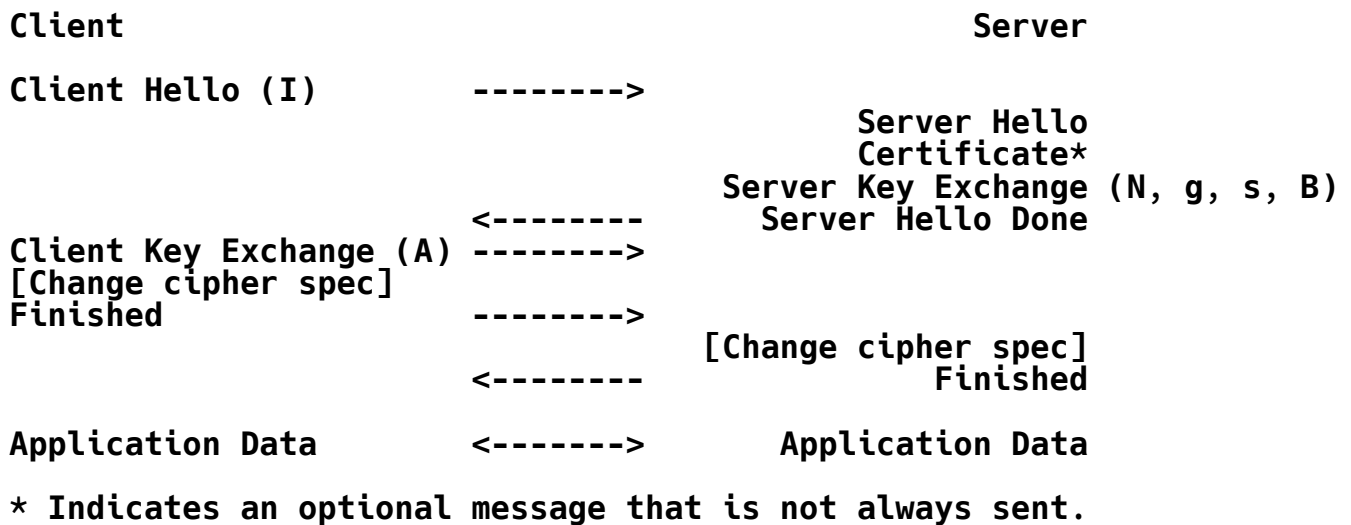 Client                                            Server
Client Hello (I)        -------->
                                            Server Hello
                                            Certificate*
                                     Server Key Exchange (N, g, s, B)
                        <--------      Server Hello Done
Client Key Exchange (A) -------->
[Change cipher spec]
Finished                -------->
                                    [Change cipher spec]
                        <--------               Finished
Application Data        <------->       Application Data
* Indicates an optional message that is not always sent.